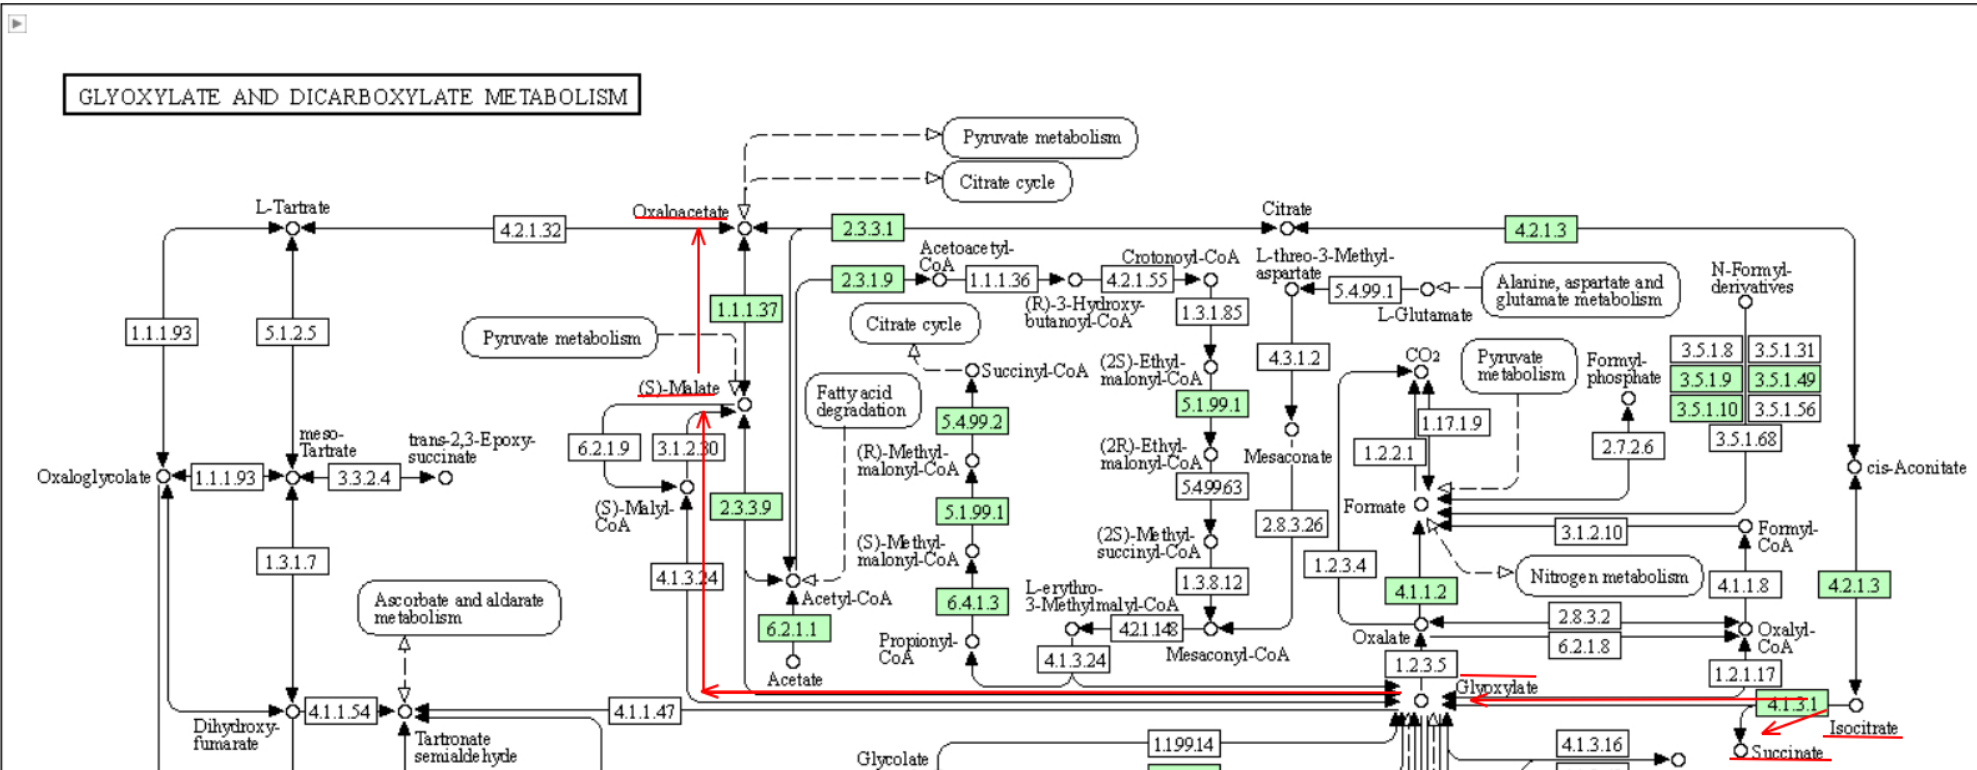 GLYOXYLATE AND DICARBOXYLATE METABOLISM
Pyruvate metabolism
Citrate cycle
L-Tartrate
4.2.1.32
Oxaloacetate
2.3.3.1
Citrate
4.2.1.3
Acetoacetyl-
CoA
2.3.1.9
1.1.1.36
Crotonoyl-CoA
4.2.1.55
(R)-3-Hydroxy-
butanoyl-CoA
L-threo-3-Methyl-
aspartate
5.4.99.1
L-Glutamate
Alanine, aspartate and
glutamate metabolism
N-Formyl-
derivatives
1.1.1.93
5.1.2.5
1.1.1.37
Pyruvate metabolism
Citrate cycle
1.3.1.85
4.3.1.2
CO2
Pyruvate
metabolism
Formyl-
phosphate
3.5.1.8
3.5.1.31
3.5.1.9
3.5.1.49
3.5.1.10
3.5.1.56
3.5.1.68
(S)-Malate
Fatty acid
degradation
Succinyl-CoA
(2S)-Ethyl-
malonyl-CoA
5.4.99.2
5.1.99.1
1.17.1.9
1.2.2.1
2.7.2.6
meso-
Tartrate
trans-2,3-Epoxy-
succinate
6.2.1.9
3.1.2.30
(R)-Methyl-
malonyl-CoA
(2R)-Ethyl-
malonyl-CoA
Mesaconate
Oxaloglycolate
1.1.1.93
3.3.2.4
cis-Aconitate
(S)-Malyl-
CoA
2.3.3.9
5.1.99.1
5.4.99.63
2.8.3.26
Formate
3.1.2.10
Formyl-
CoA
1.3.1.7
4.1.3.24
(S)-Methyl-
malonyl-CoA
(2S)-Methyl-
succinyl-CoA
1.2.3.4
Nitrogen metabolism
Ascorbate and aldarate
metabolism
Acetyl-CoA
6.4.1.3
1.3.8.12
4.1.1.2
4.1.1.8
4.2.1.3
6.2.1.1
L-erythro-
3-Methylmalyl-CoA
4.2.1.148
Mesaconyl-CoA
2.8.3.2
6.2.1.8
Oxalate
Oxalyl-
CoA
Propionyl-
CoA
4.1.3.24
Acetate
1.2.3.5
1.2.1.17
Glyoxylate
4.1.3.1
Isocitrate
Dihydroxy-
fumarate
4.1.1.54
4.1.1.47
Tartronate
semialdehyde
Glycolate
1.1.99.14
4.1.3.16
Succinate